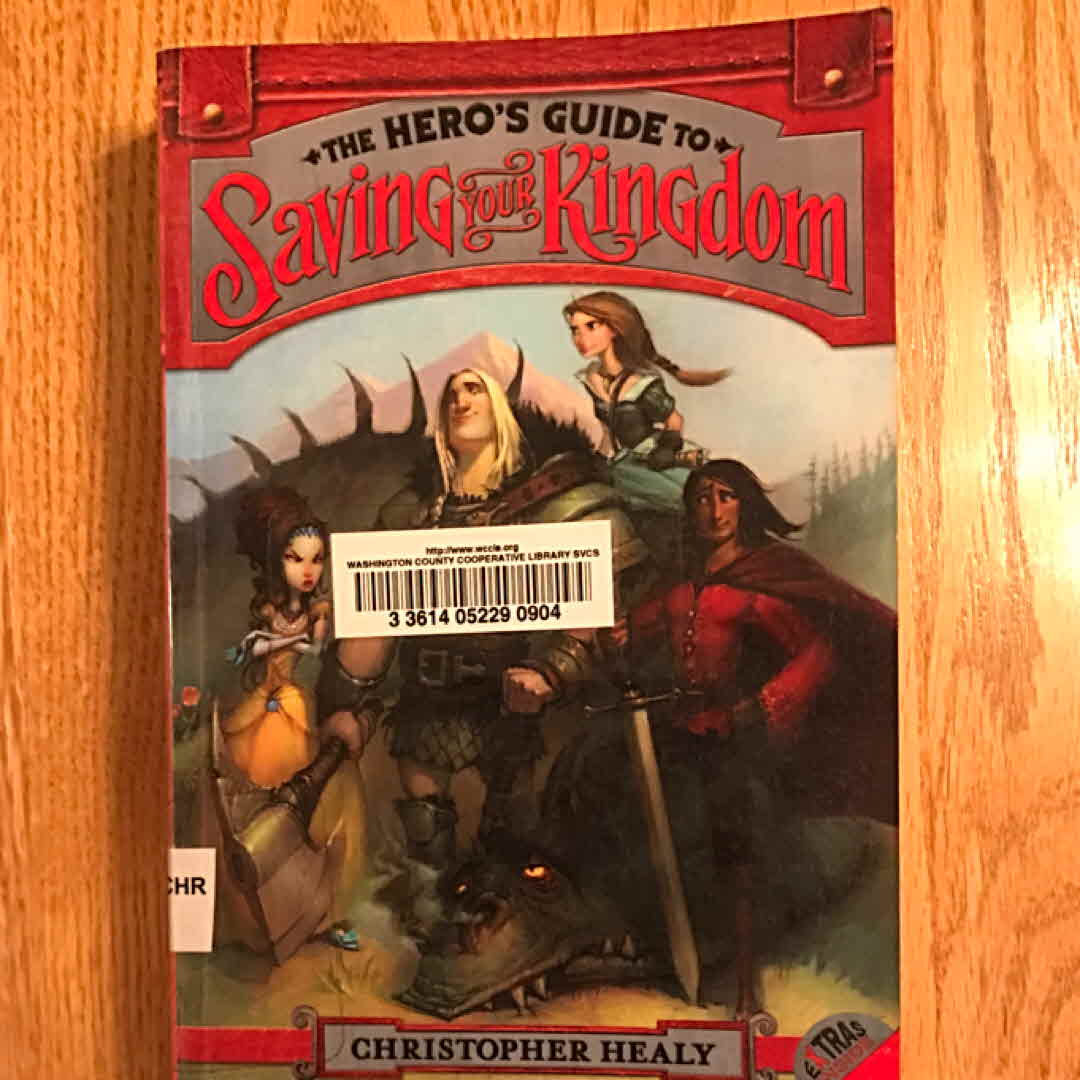 THE HERO'S GUIDE TO
Saving YOUR Kingdom
http://www.wccls.org
WASHINGTON COUNTY COOPERATIVE LIBRARY SVCS
3 3614 05229 0904
CHR
CHRISTOPHER HEALY
EXTRAS